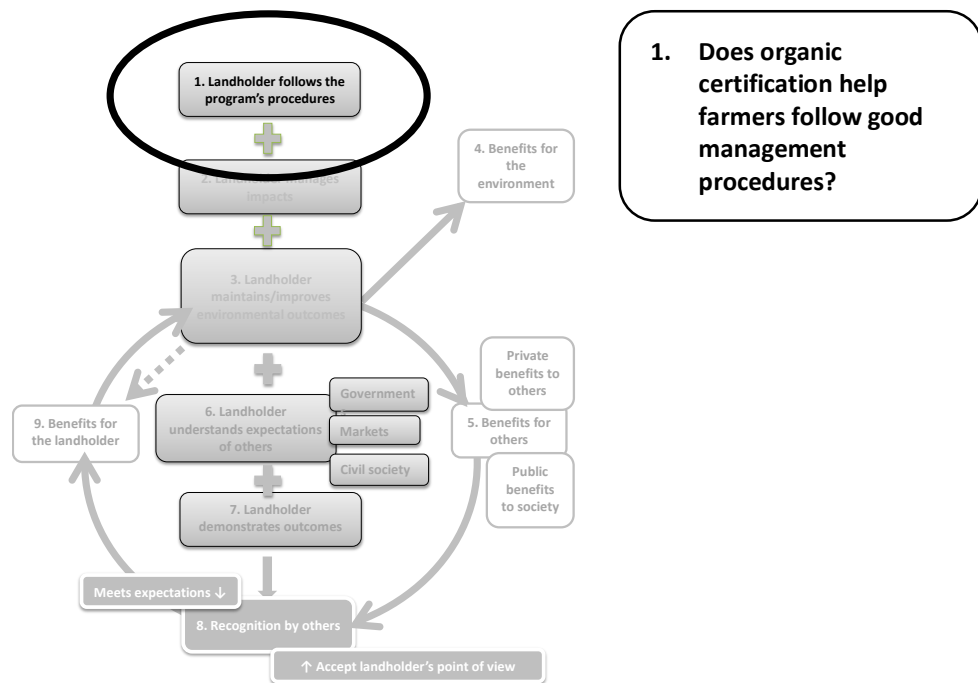 1. Landholder follows the
program's procedures
2. Landholder manages
impacts
3. Landholder
maintains/improves
environmental outcomes
4. Benefits for
the
environment
Private
benefits to
others
5. Benefits for
others
Public
benefits
to society
6. Landholder
understands expectations
of others
Government
Markets
Civil society
7. Landholder
demonstrates outcomes
Meets expectations ↓
8. Recognition by others
↑ Accept landholder's point of view
9. Benefits for
the landholder
1. Does organic
certification help
farmers follow good
management
procedures?